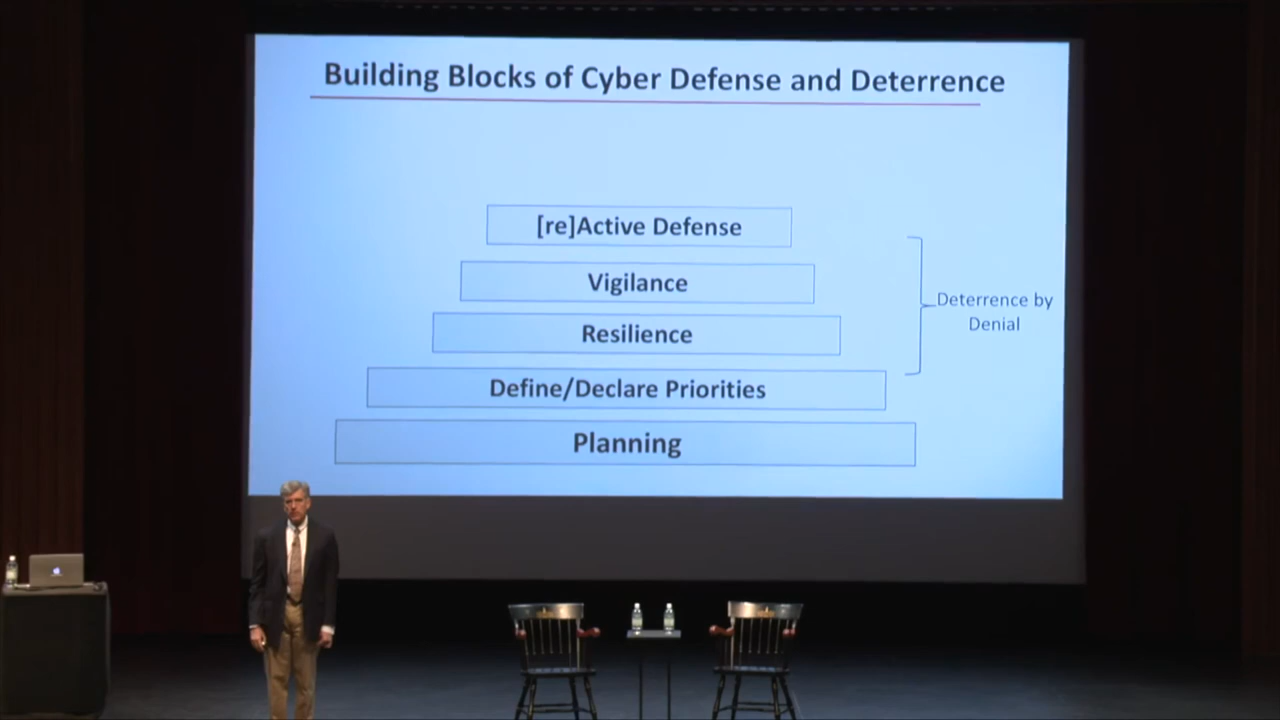 Building Blocks of Cyber Defense and Deterrence
[re]Active Defense
Vigilance
Resilience
Define/Declare Priorities
Planning
Deterrence by
Denial